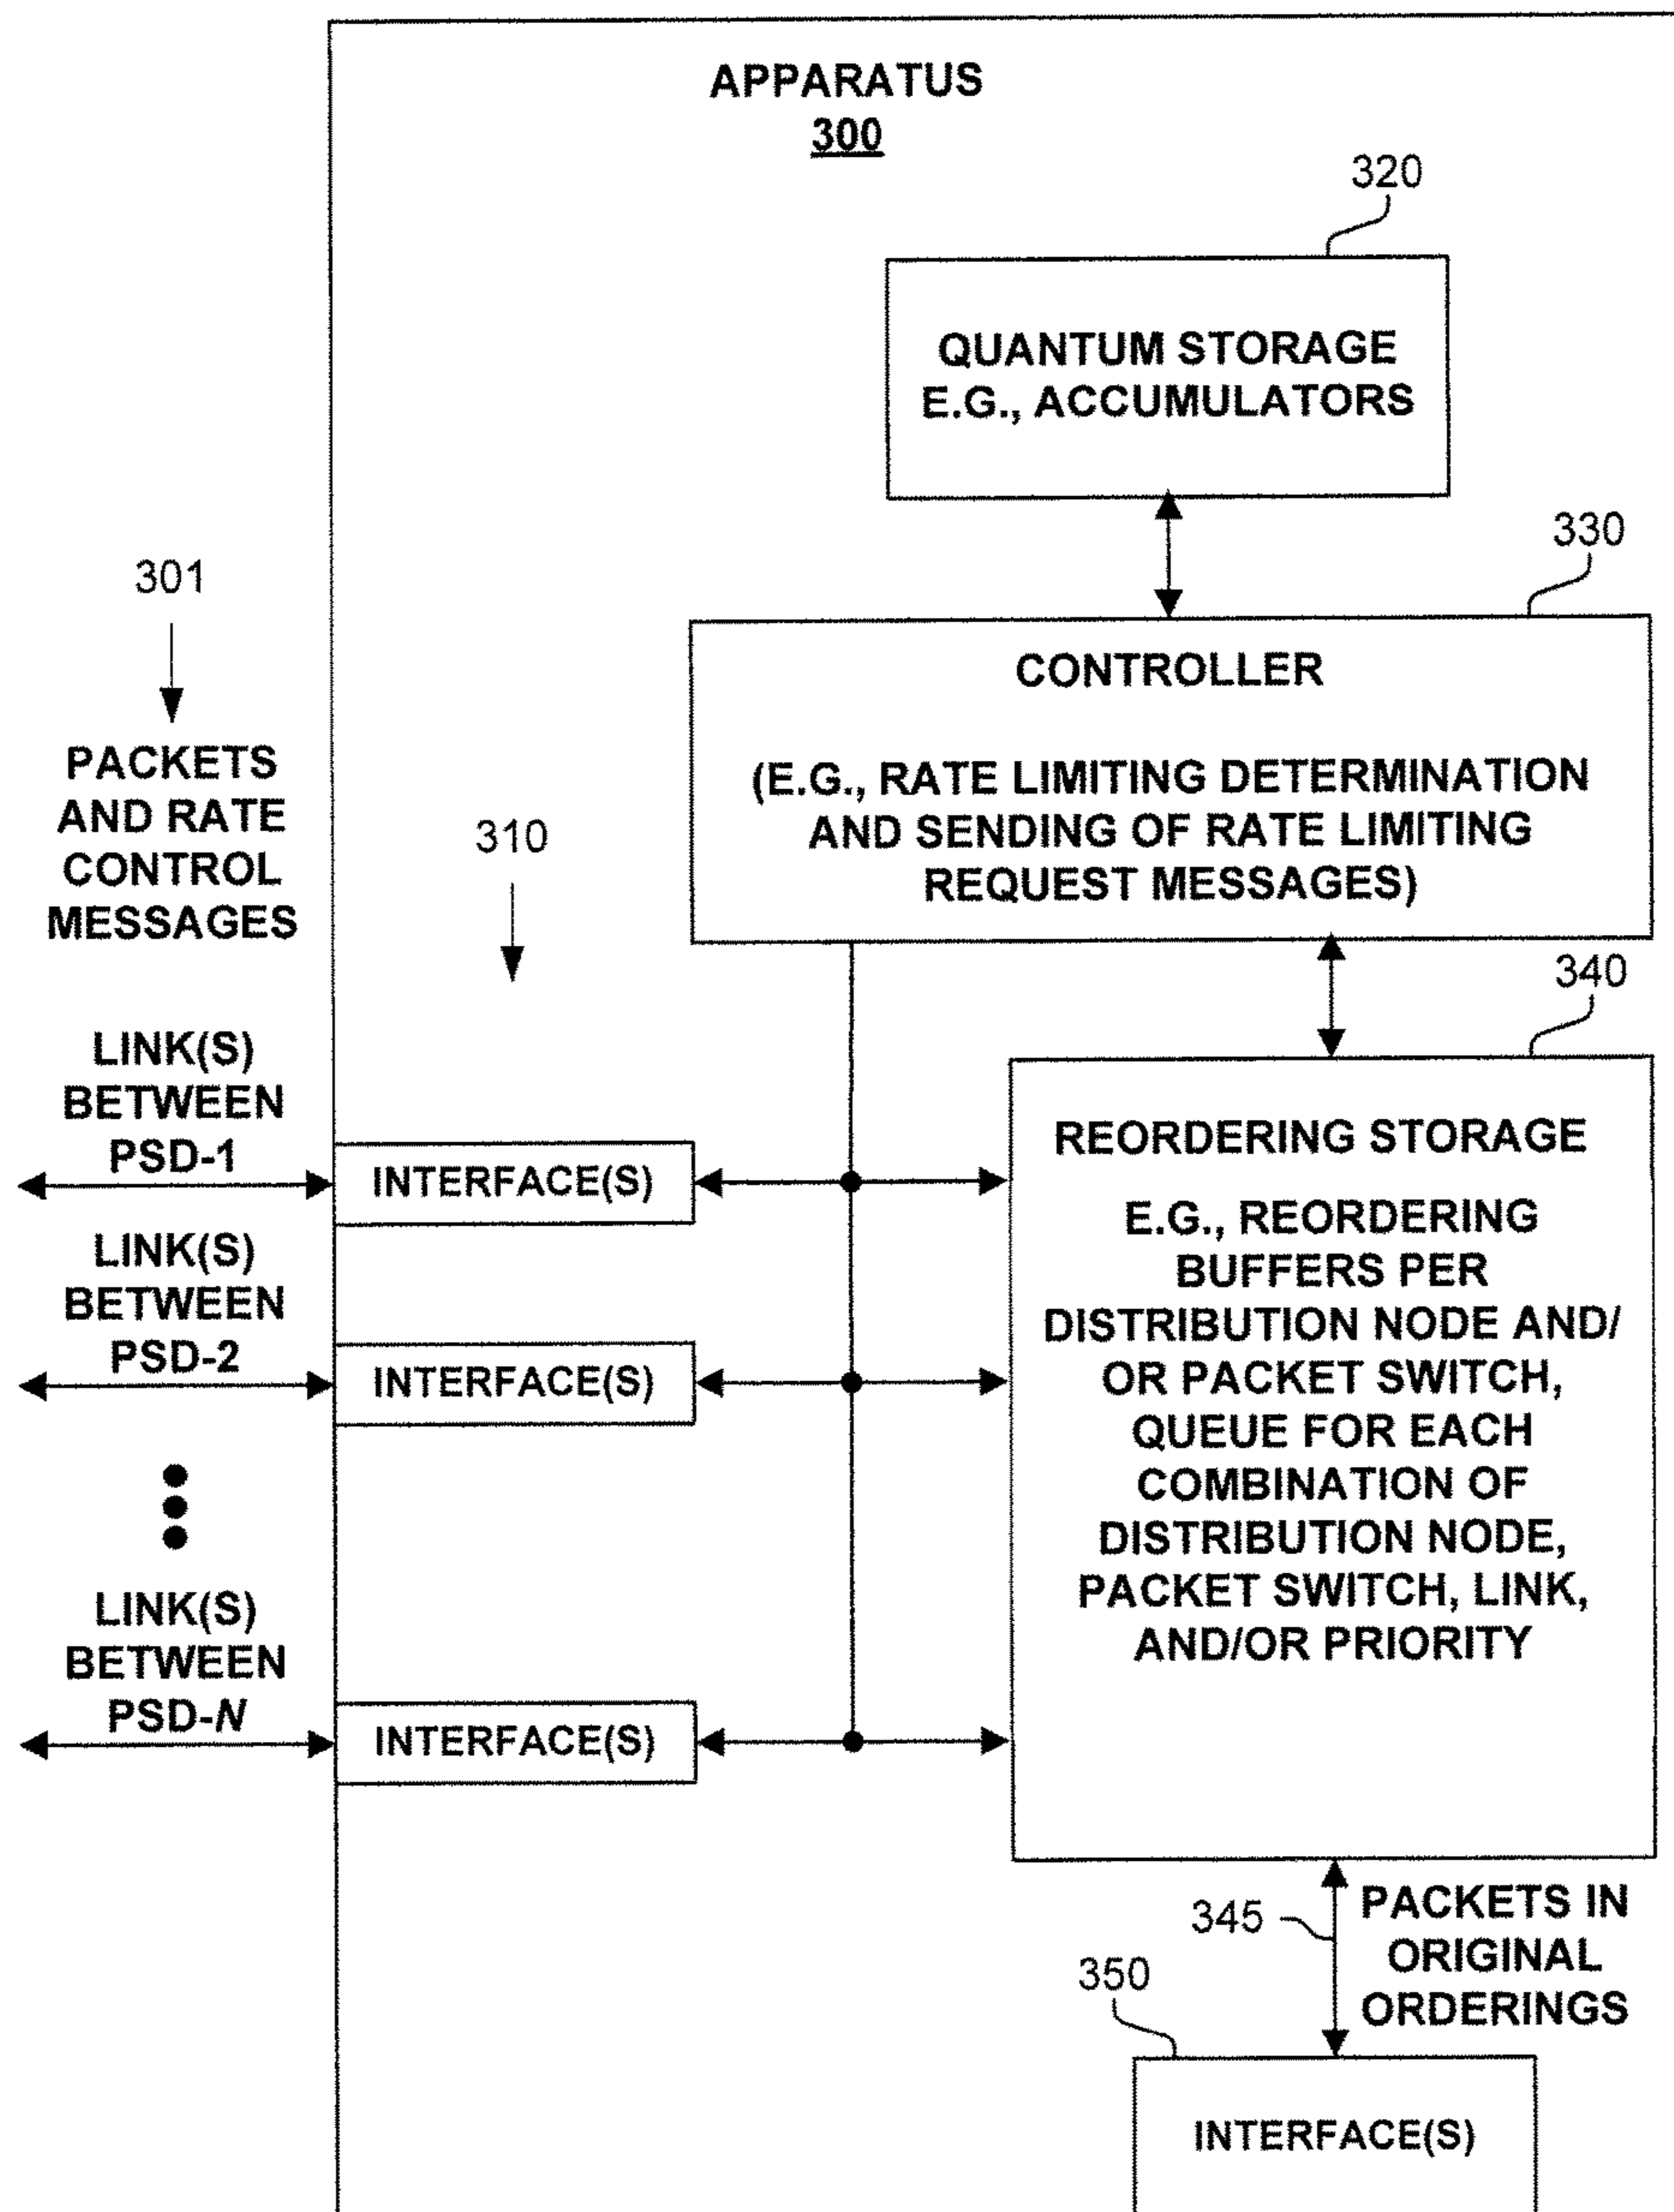 APPARATUS
300
320
QUANTUM STORAGE
E.G., ACCUMULATORS
330
CONTROLLER
(E.G., RATE LIMITING DETERMINATION
AND SENDING OF RATE LIMITING
REQUEST MESSAGES)
301
PACKETS
AND RATE
CONTROL
MESSAGES
310
340
LINK(S)
BETWEEN
PSD-1
INTERFACE(S)
LINK(S)
BETWEEN
PSD-2
INTERFACE(S)
LINK(S)
BETWEEN
PSD-N
INTERFACE(S)
REORDERING STORAGE
E.G., REORDERING
BUFFERS PER
DISTRIBUTION NODE AND/
OR PACKET SWITCH,
QUEUE FOR EACH
COMBINATION OF
DISTRIBUTION NODE,
PACKET SWITCH, LINK,
AND/OR PRIORITY
345
PACKETS IN
ORIGINAL
ORDERINGS
350
INTERFACE(S)